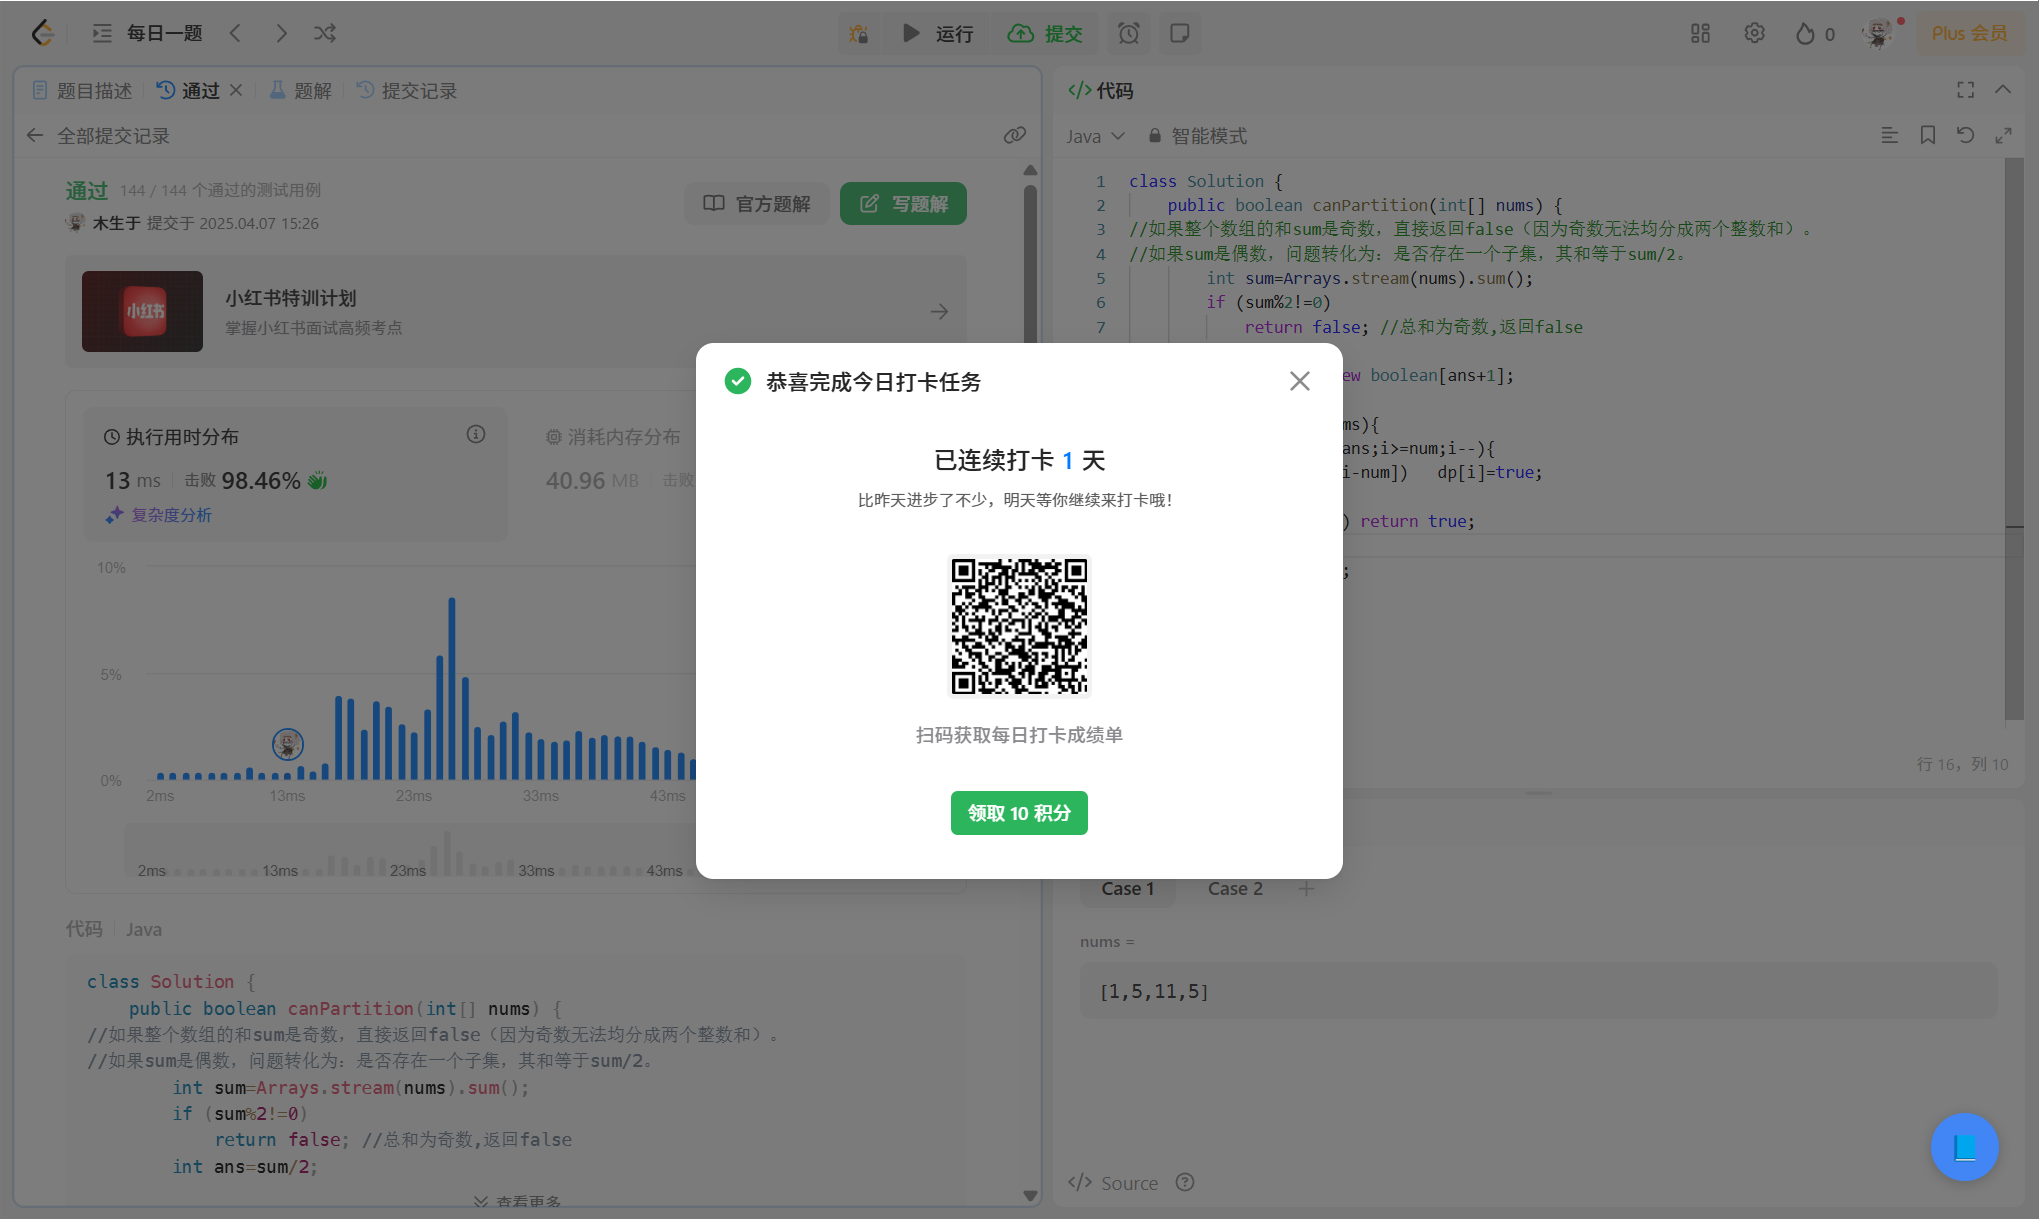 每日一题
运行
提交
0
Plus 会员
题目描述
通过
题解
提交记录
全部提交记录
通过 144 / 144 个通过的测试用例
木生于 提交于 2025.04.07 15:26
官方题解
写题解
小红书
小红书特训计划
掌握小红书面试高频考点
执行用时分布
13 ms 击败 98.46%
复杂度分析
消耗内存分布
40.96 MB 击败
10%
5%
0%
2ms 13ms 23ms 33ms 43ms
2ms 13ms 23ms 33ms 43ms
代码 Java
class Solution {
public boolean canPartition(int[] nums) {
//如果整个数组的和sum是奇数，直接返回false（因为奇数无法均分成两个整数和）。
//如果sum是偶数，问题转化为：是否存在一个子集，其和等于sum/2。
int sum=Arrays.stream(nums).sum();
if (sum%2!=0)
return false; //总和为奇数,返回false
int ans=sum/2;
查看更多
恭喜完成今日打卡任务
已连续打卡 1 天
比昨天进步了不少，明天等你继续来打卡哦！
扫码获取每日打卡成绩单
领取 10 积分
</> 代码
Java
智能模式
1 class Solution {
2 public boolean canPartition(int[] nums) {
3 //如果整个数组的和sum是奇数，直接返回false（因为奇数无法均分成两个整数和）。
4 //如果sum是偶数，问题转化为：是否存在一个子集，其和等于sum/2。
5 int sum=Arrays.stream(nums).sum();
6 if (sum%2!=0)
7 return false; //总和为奇数,返回false
ew boolean[ans+1];
ms){
ans;i>=num;i--){
i-num]) dp[i]=true;
) return true;
;
行 16，列 10
Case 1
Case 2
nums =
[1,5,11,5]
</> Source